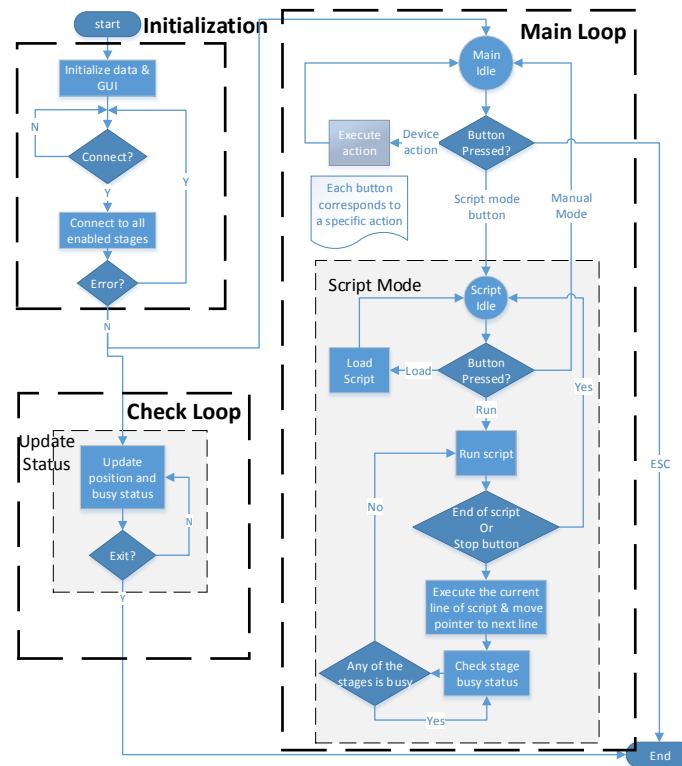 start
Initialization
Initialize data &
GUI
N
Connect?
Y
Y
Connect to all
enabled stages
Error?
N
Main Loop
Main
Idle
Execute
action
Device
action
Button
Pressed?
Each button
corresponds to
a specific action
Script mode
button
Manual
Mode
Script Mode
Script
Idle
Load
Script
Load
Button
Pressed?
Yes
Run
Run script
No
End of script
Or
Stop button
Execute the current
line of script & move
pointer to next line
Any of the
stages is busy
Check stage
busy status
Yes
ESC
Check Loop
Update
Status
Update
position and
busy status
N
Exit?
Y
End